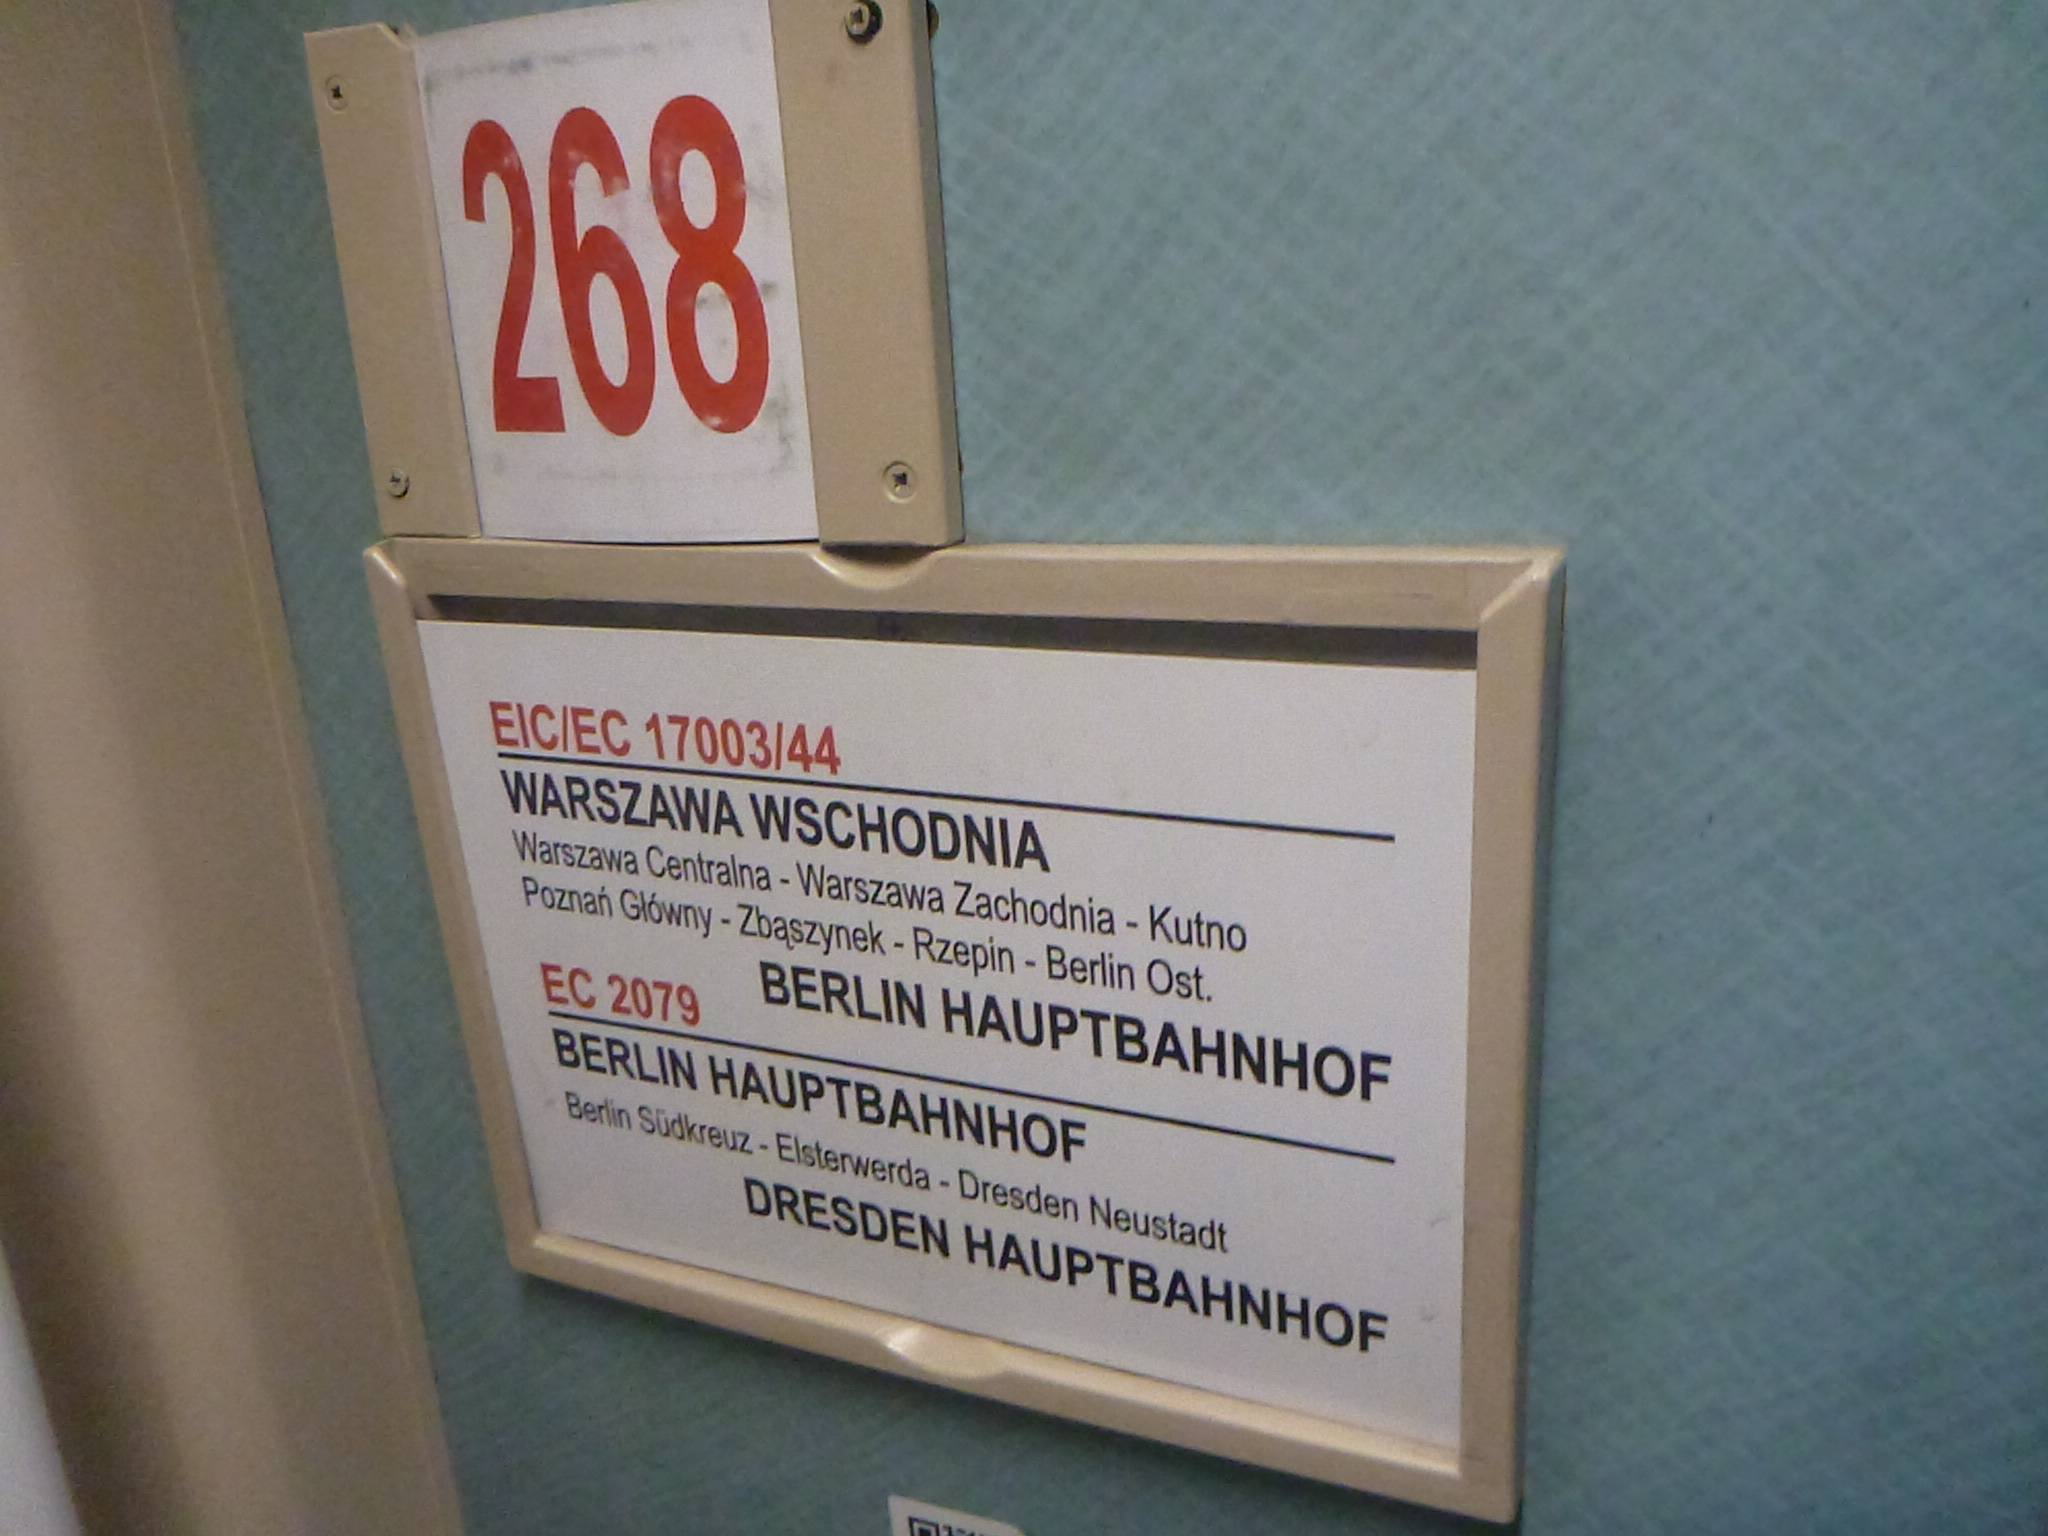 268
EIC/EC 17003/44
WARSZAWA WSCHODNIA
Warszawa Centralna - Warszawa Zachodnia - Kutno
Poznań Główny - Zbąszynek - Rzepin - Berlin Ost.
BERLIN HAUPTBAHNHOF
EC 2079
BERLIN HAUPTBAHNHOF
Berlin Südkreuz - Elsterwerda - Dresden Neustadt
DRESDEN HAUPTBAHNHOF